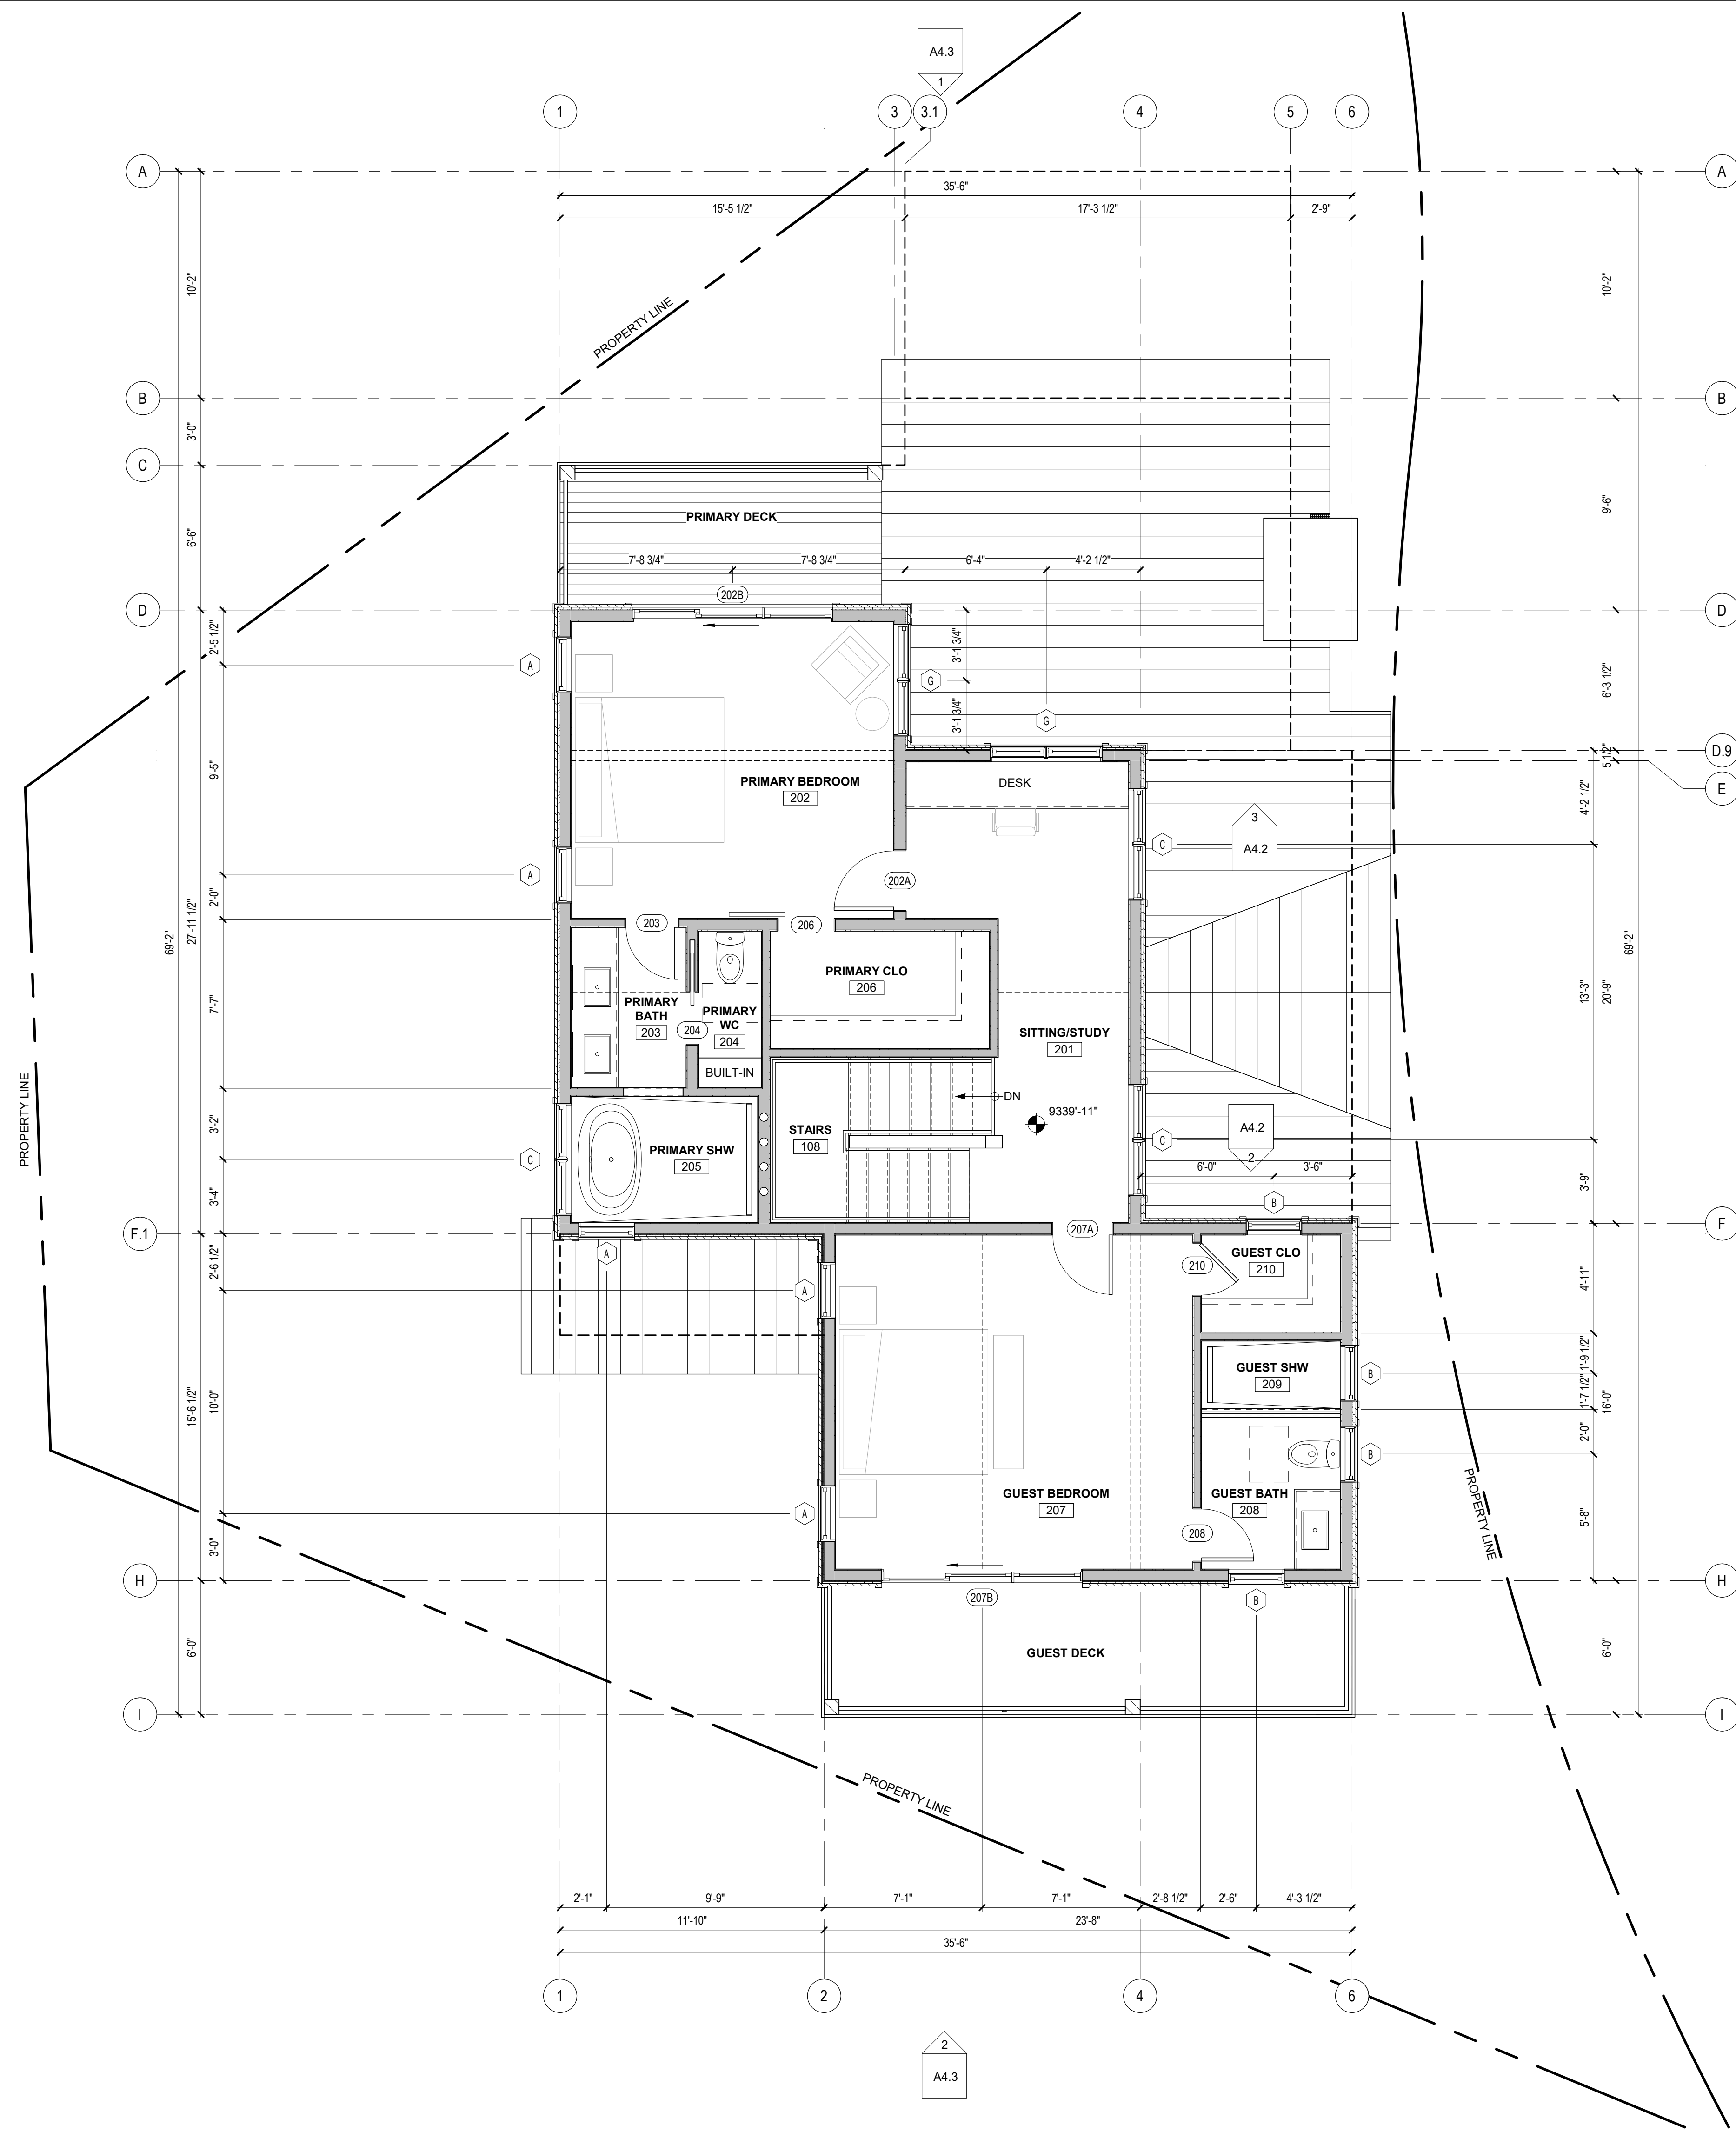 A4.3
1
1
3
3.1
4
5
6
A
A
35'-6"
15'-5 1/2"
17'-3 1/2"
2'-9"
10'-2"
10'-2"
PROPERTY LINE
B
B
3'-0"
C
9'-6"
6'-6"
PRIMARY DECK
7'-8 3/4"
7'-8 3/4"
6'-4"
4'-2 1/2"
202B
D
D
2'-5 1/2"
3'-1 3/4"
A
G
6'-3 1/2"
3'-1 3/4"
G
D.9
5 1/2"
9'-5"
PRIMARY BEDROOM
202
DESK
E
4'-2 1/2"
3
A4.2
C
A
202A
2'-0"
27'-11 1/2"
203
206
69'-2"
69'-2"
PRIMARY CLO
206
13'-3"
20'-9"
7'-7"
PRIMARY
BATH
203
204
PRIMARY
WC
204
SITTING/STUDY
201
BUILT-IN
DN
9339'-11"
PROPERTY LINE
3'-2"
STAIRS
108
A4.2
2
C
C
PRIMARY SHW
205
6'-0"
3'-6"
3'-9"
3'-4"
B
F.1
207A
F
2'-6 1/2"
A
GUEST CLO
210
210
4'-11"
A
1'-9 1/2"
GUEST SHW
209
B
1'-7 1/2"
15'-6 1/2"
10'-0"
16'-0"
2'-0"
B
GUEST BEDROOM
207
GUEST BATH
208
PROPERTY LINE
A
208
5'-8"
3'-0"
H
H
207B
B
6'-0"
GUEST DECK
6'-0"
I
I
PROPERTY LINE
2'-1"
9'-9"
7'-1"
7'-1"
2'-8 1/2"
2'-6"
4'-3 1/2"
11'-10"
23'-8"
35'-6"
1
2
4
6
2
A4.3